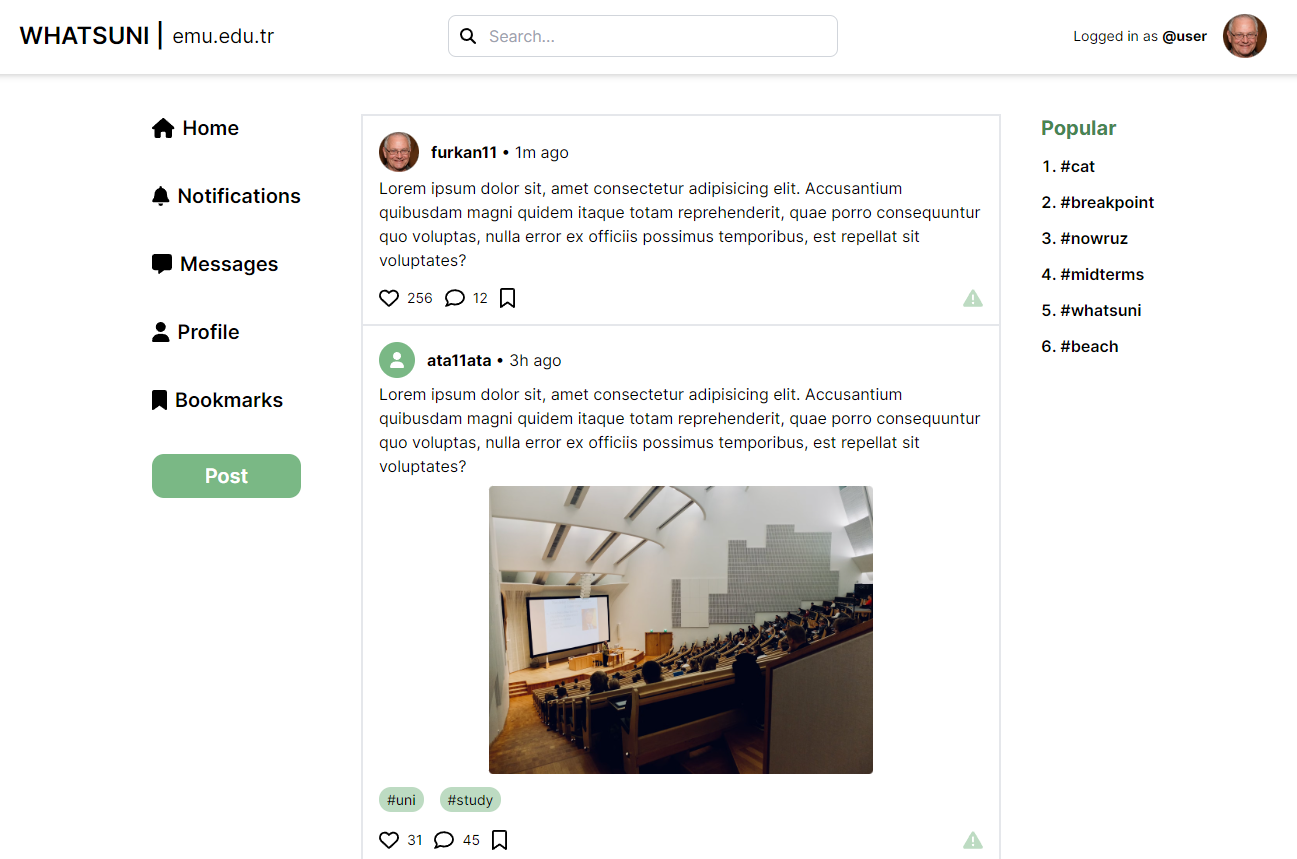 WHATSUNI | emu.edu.tr
Search...
Logged in as @user
Home
Notifications
Messages
Profile
Bookmarks
Post
furkan11 • 1m ago
Lorem ipsum dolor sit, amet consectetur adipisicing elit. Accusantium
quibusdam magni quidem itaque totam reprehenderit, quae porro consequuntur
quo voluptas, nulla error ex officiis possimus temporibus, est repellat sit
voluptates?
256 12
ata11ata • 3h ago
Lorem ipsum dolor sit, amet consectetur adipisicing elit. Accusantium
quibusdam magni quidem itaque totam reprehenderit, quae porro consequuntur
quo voluptas, nulla error ex officiis possimus temporibus, est repellat sit
voluptates?
#uni #study
31 45
Popular
1. #cat
2. #breakpoint
3. #nowruz
4. #midterms
5. #whatsuni
6. #beach